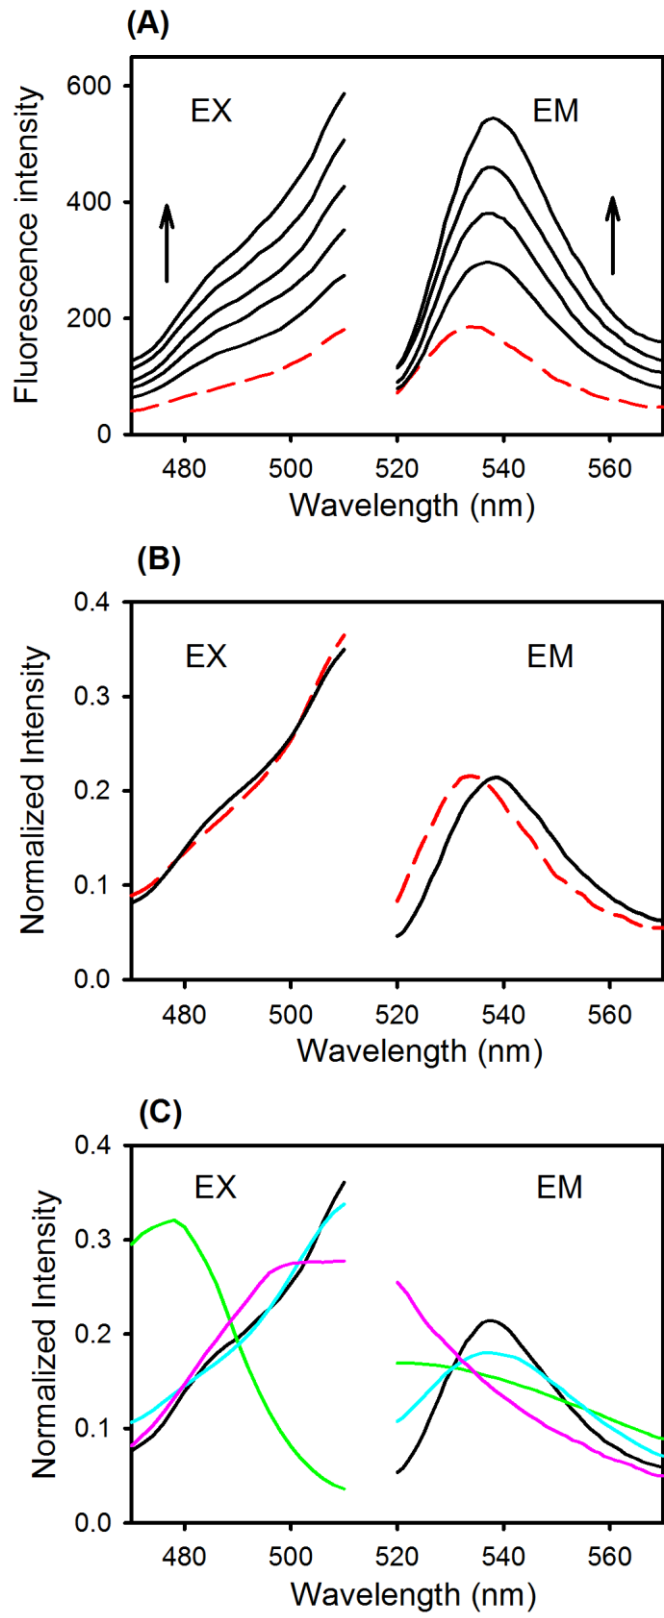 (A)
Fluorescence intensity
600
400
200
0
EX
EM
480
500
520
540
560
Wavelength (nm)
(B)
Normalized Intensity
0.4
0.3
0.2
0.1
0.0
EX
EM
480
500
520
540
560
Wavelength (nm)
(C)
Normalized Intensity
0.4
0.3
0.2
0.1
0.0
EX
EM
480
500
520
540
560
Wavelength (nm)